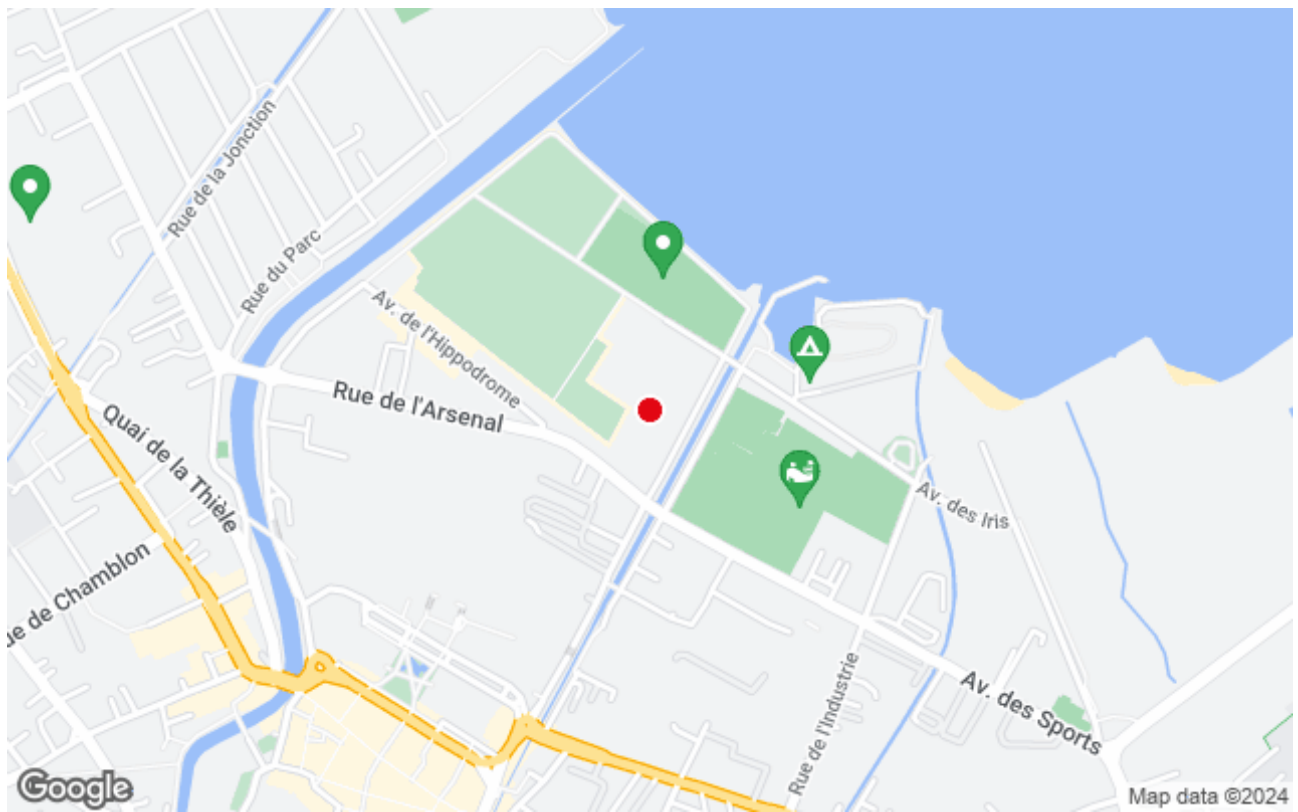 Rue de la Jonction
Rue du Parc
Av. de l'Hippodrome
Rue de l'Arsenal
Quai de la Thièle
ue de Chamblon
Av. des Iris
Rue de l'Industrie
Av. des Sports
Google
Map data ©2024